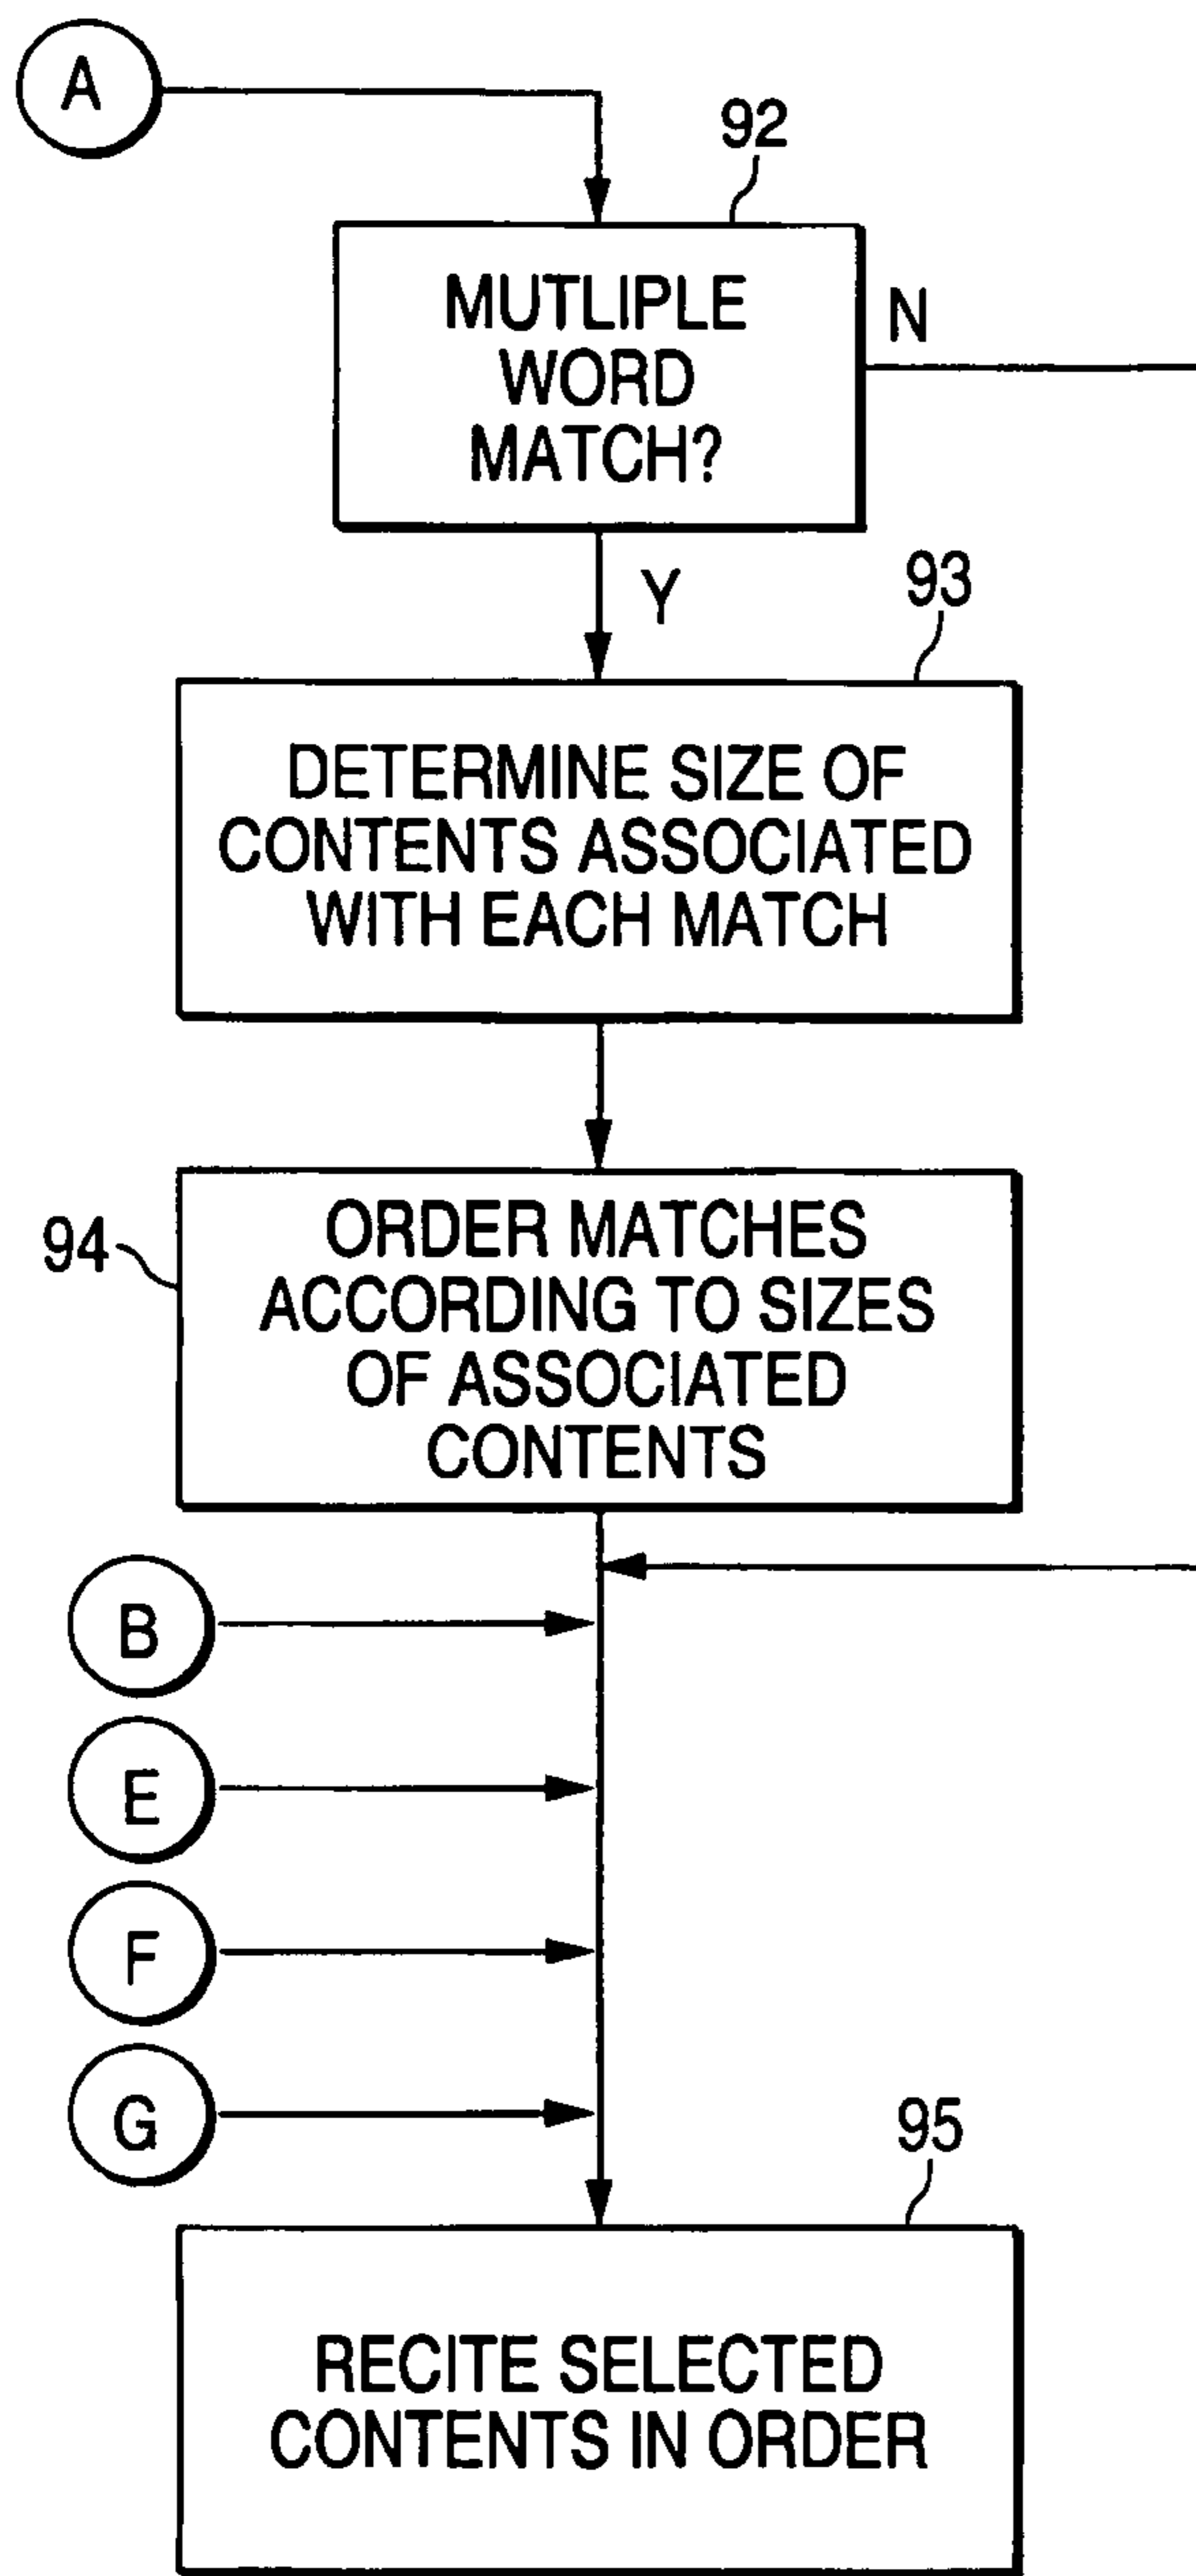 A
92
MUTLIPLE
WORD
MATCH?
N
Y
93
DETERMINE SIZE OF
CONTENTS ASSOCIATED
WITH EACH MATCH
94
ORDER MATCHES
ACCORDING TO SIZES
OF ASSOCIATED
CONTENTS
B
E
F
G
95
RECITE SELECTED
CONTENTS IN ORDER